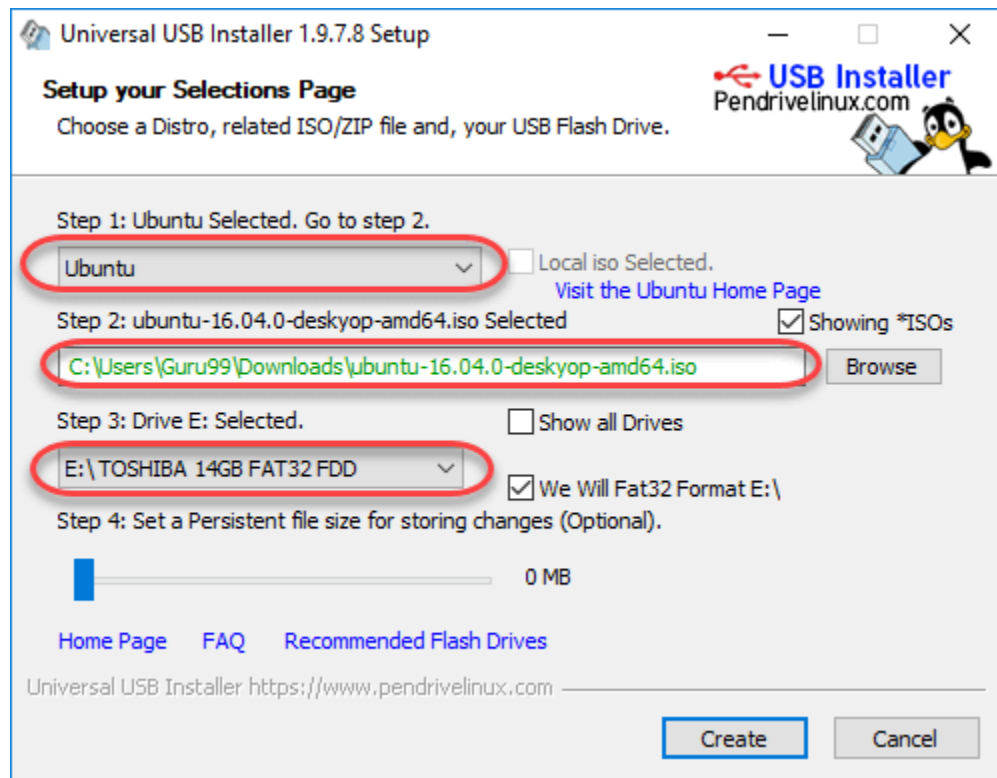 Universal USB Installer 1.9.7.8 Setup
Setup your Selections Page
Choose a Distro, related ISO/ZIP file and, your USB Flash Drive.
USB Installer
Pendrivelinux.com
Step 1: Ubuntu Selected. Go to step 2.
Ubuntu
Local iso Selected.
Visit the Ubuntu Home Page
Step 2: ubuntu-16.04.0-deskyop-amd64.iso Selected
Showing *ISOs
C:\Users\Guru99\Downloads\ubuntu-16.04.0-deskyop-amd64.iso
Browse
Step 3: Drive E: Selected.
Show all Drives
E:\ TOSHIBA 14GB FAT32 FDD
We Will Fat32 Format E:\
Step 4: Set a Persistent file size for storing changes (Optional).
0 MB
Home Page FAQ Recommended Flash Drives
Universal USB Installer https://www.pendrivelinux.com
Create
Cancel